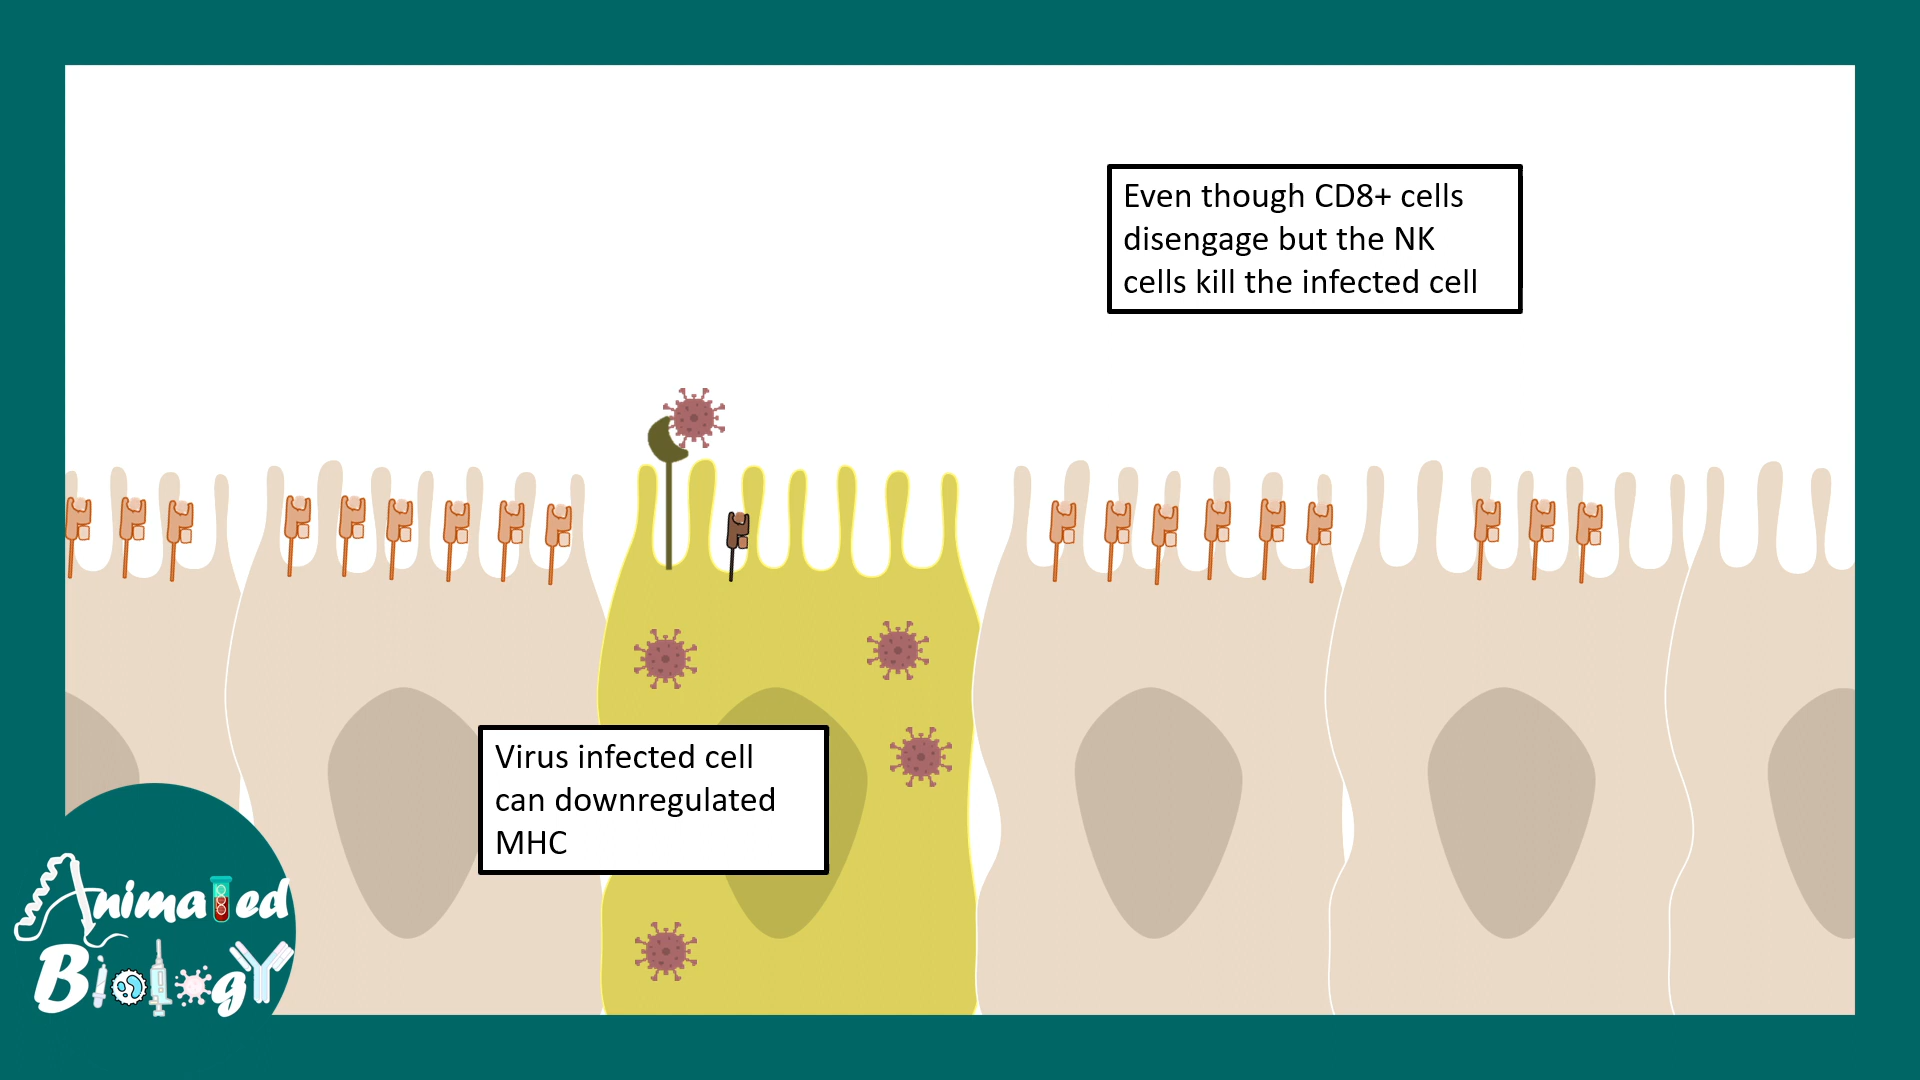 Even though CD8+ cells
disengage but the NK
cells kill the infected cell
Virus infected cell
can downregulated
MHC
Animated
Biology